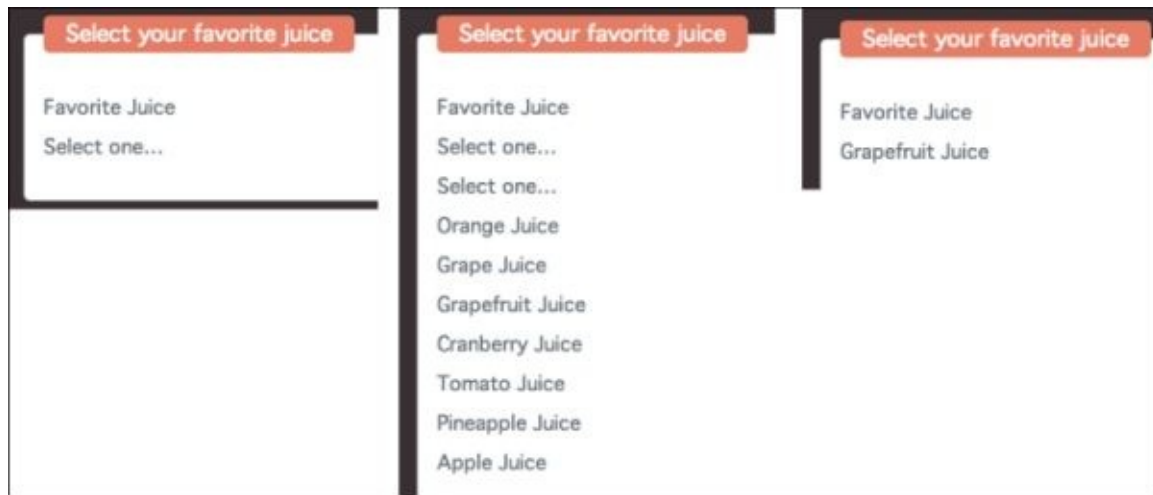 Select your favorite juice
Favorite Juice
Select one...
Select your favorite juice
Favorite Juice
Select one...
Select one...
Orange Juice
Grape Juice
Grapefruit Juice
Cranberry Juice
Tomato Juice
Pineapple Juice
Apple Juice
Select your favorite juice
Favorite Juice
Grapefruit Juice